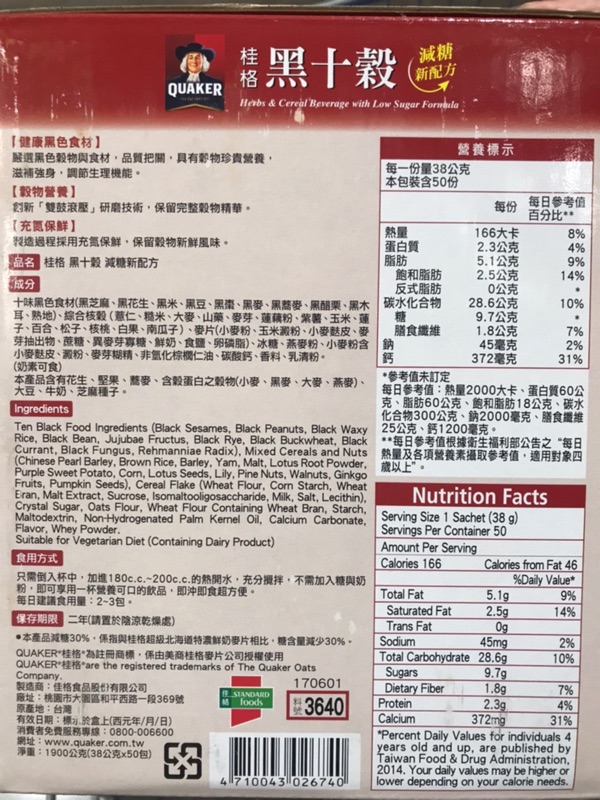 QUAKER
桂格 黑十穀 減糖新配方
Herbs & Cereal Beverage with Low Sugar Formula
【健康黑色食材】
嚴選黑色穀物與食材，品質把關，具有穀物珍貴營養，
滋補強身，調節生理機能。
【穀物營養】
創新「雙鼓滾壓」研磨技術，保留完整穀物精華。
【充氮保鮮】
製造過程採用充氮保鮮，保留穀物新鮮風味。
品名 桂格 黑十穀 減糖新配方
成分
十味黑色食材(黑芝麻、黑花生、黑米、黑豆、黑棗、黑麥、黑蕎麥、黑醋栗、黑木
耳、熟地)、綜合核穀（薏仁、糙米、大麥、山藥、麥芽、蓮藕粉、紫薯、玉米、蓮
子、百合、松子、核桃、白果、南瓜子）、麥片(小麥粉、玉米澱粉、小麥麩皮、麥
芽抽出物、蔗糖、異麥芽寡糖、鮮奶、食鹽、卵磷脂)、冰糖、燕麥粉、小麥粉含
小麥麩皮、澱粉、麥芽糊精、非氫化棕櫚仁油、碳酸鈣、香料、乳清粉。
(奶素可食)
本產品含有花生、堅果、蕎麥、含穀蛋白之穀物(小麥、黑麥、大麥、燕麥)、
大豆、牛奶、芝麻種子。
Ingredients
Ten Black Food Ingredients (Black Sesames, Black Peanuts, Black Waxy
Rice, Black Bean, Jujubae Fructus, Black Rye, Black Buckwheat, Black
Currant, Black Fungus, Rehmanniae Radix), Mixed Cereals and Nuts
(Chinese Pearl Barley, Brown Rice, Barley, Yam, Malt, Lotus Root Powder,
Purple Sweet Potato, Corn, Lotus Seeds, Lily, Pine Nuts, Walnuts, Ginkgo
Fruits, Pumpkin Seeds), Cereal Flake (Wheat Flour, Corn Starch, Wheat
Bran, Malt Extract, Sucrose, Isomaltooligosaccharide, Milk, Salt, Lecithin),
Crystal Sugar, Oats Flour, Wheat Flour Containing Wheat Bran, Starch,
Maltodextrin, Non-Hydrogenated Palm Kernel Oil, Calcium Carbonate,
Flavor, Whey Powder.
Suitable for Vegetarian Diet (Containing Dairy Product)
食用方式
只需倒入杯中，加進180c.c.~200c.c.的熱開水，充分攪拌，不需加入糖與奶
粉，即可享用一杯營養可口的飲品，即沖即食超方便。
每日建議食用量：2~3包。
保存期限 二年(請置於陰涼乾燥處)
●本產品減糖30%，係指與桂格超級北海道特濃鮮奶麥片相比，糖含量減少30%。
QUAKER®桂格®為註冊商標，係由美商桂格麥片公司授權使用
QUAKER®桂格®are the registered trademarks of The Quaker Oats
Company.
製造商：佳格食品股份有限公司
廠址：桃園市大園區和平西路一段369號
原產地：台灣
有效日期：標示於盒上(西元年/月/日)
消費者免費服務專線：0800-006600
網址：www.quaker.com.tw
淨重：1900公克(38公克x50包)
170601
佳格 STANDARD foods
3640
4 710043 026740
營養標示
每一份量38公克
本包裝含50份
每份 每日參考值百分比**
熱量 166大卡 8%
蛋白質 2.3公克 4%
脂肪 5.1公克 9%
飽和脂肪 2.5公克 14%
反式脂肪 0公克 *
碳水化合物 28.6公克 10%
糖 9.7公克 *
膳食纖維 1.8公克 7%
鈉 45毫克 2%
鈣 372毫克 31%
*參考值未訂定
每日參考值：熱量2000大卡、蛋白質60公
克、脂肪60公克、飽和脂肪18公克、碳水
化合物300公克、鈉2000毫克、膳食纖維
25公克、鈣1200毫克。
**每日參考值根據衛生福利部公告之“每日
熱量及各項營養素攝取參考值，適用對象四
歲以上”。
Nutrition Facts
Serving Size 1 Sachet (38 g)
Servings Per Container 50
Amount Per Serving
Calories 166 Calories from Fat 46
%Daily Value*
Total Fat 5.1g 9%
Saturated Fat 2.5g 14%
Trans Fat 0g
Sodium 45mg 2%
Total Carbohydrate 28.6g 10%
Sugars 9.7g
Dietary Fiber 1.8g 7%
Protein 2.3g 4%
Calcium 372mg 31%
*Percent Daily Values for individuals 4
years old and up, are published by
Taiwan Food & Drug Administration,
2014. Your daily values may be higher or
lower depending on your calorie needs.